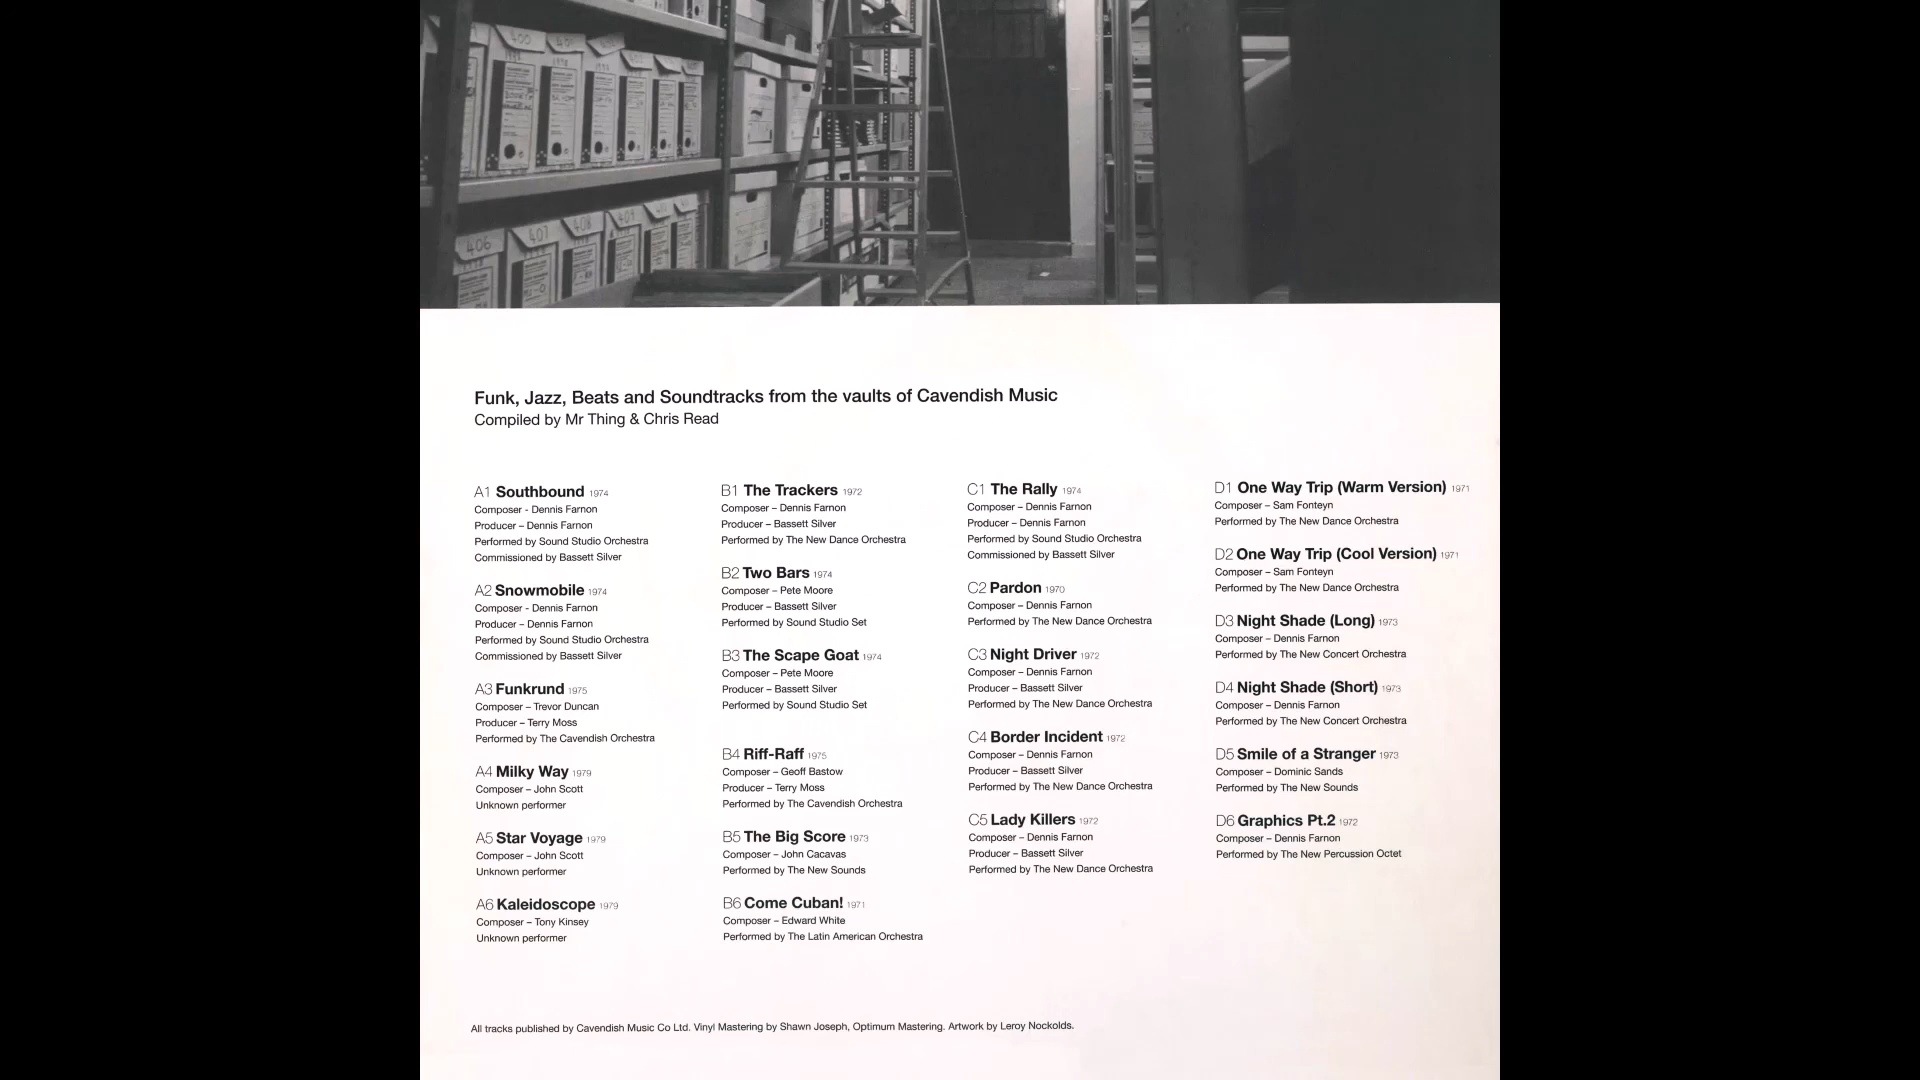 400
406
407
408
409
Funk, Jazz, Beats and Soundtracks from the vaults of Cavendish Music
Compiled by Mr Thing & Chris Read
A1 Southbound 1974
Composer - Dennis Farnon
Producer – Dennis Farnon
Performed by Sound Studio Orchestra
Commissioned by Bassett Silver
A2 Snowmobile 1974
Composer - Dennis Farnon
Producer – Dennis Farnon
Performed by Sound Studio Orchestra
Commissioned by Bassett Silver
A3 Funkrund 1975
Composer – Trevor Duncan
Producer – Terry Moss
Performed by The Cavendish Orchestra
A4 Milky Way 1979
Composer – John Scott
Unknown performer
A5 Star Voyage 1979
Composer – John Scott
Unknown performer
A6 Kaleidoscope 1979
Composer – Tony Kinsey
Unknown performer
B1 The Trackers 1972
Composer – Dennis Farnon
Producer – Bassett Silver
Performed by The New Dance Orchestra
B2 Two Bars 1974
Composer – Pete Moore
Producer – Bassett Silver
Performed by Sound Studio Set
B3 The Scape Goat 1974
Composer – Pete Moore
Producer – Bassett Silver
Performed by Sound Studio Set
B4 Riff-Raff 1975
Composer – Geoff Bastow
Producer – Terry Moss
Performed by The Cavendish Orchestra
B5 The Big Score 1973
Composer – John Cacavas
Performed by The New Sounds
B6 Come Cuban! 1971
Composer – Edward White
Performed by The Latin American Orchestra
C1 The Rally 1974
Composer – Dennis Farnon
Producer – Dennis Farnon
Performed by Sound Studio Orchestra
Commissioned by Bassett Silver
C2 Pardon 1970
Composer – Dennis Farnon
Performed by The New Dance Orchestra
C3 Night Driver 1972
Composer – Dennis Farnon
Producer – Bassett Silver
Performed by The New Dance Orchestra
C4 Border Incident 1972
Composer – Dennis Farnon
Producer – Bassett Silver
Performed by The New Dance Orchestra
C5 Lady Killers 1972
Composer – Dennis Farnon
Producer – Bassett Silver
Performed by The New Dance Orchestra
D1 One Way Trip (Warm Version) 1971
Composer – Sam Fonteyn
Performed by The New Dance Orchestra
D2 One Way Trip (Cool Version) 1971
Composer – Sam Fonteyn
Performed by The New Dance Orchestra
D3 Night Shade (Long) 1973
Composer – Dennis Farnon
Performed by The New Concert Orchestra
D4 Night Shade (Short) 1973
Composer – Dennis Farnon
Performed by The New Concert Orchestra
D5 Smile of a Stranger 1973
Composer – Dominic Sands
Performed by The New Sounds
D6 Graphics Pt.2 1972
Composer – Dennis Farnon
Performed by The New Percussion Octet
All tracks published by Cavendish Music Co Ltd. Vinyl Mastering by Shawn Joseph, Optimum Mastering. Artwork by Leroy Nockolds.